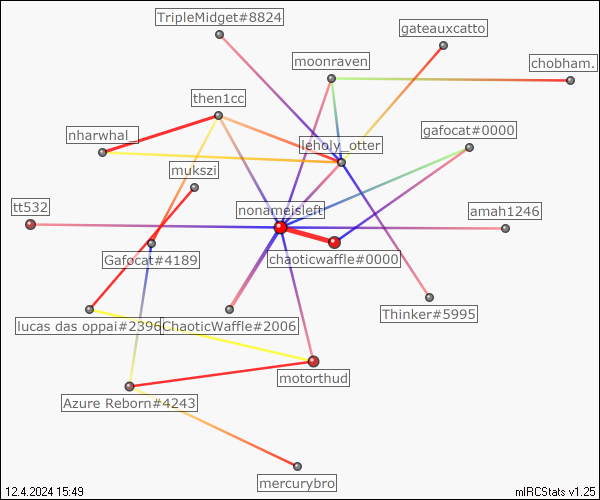 TripleMidget#8824
gateauxcatto
moonraven
chobham.
then1cc
gafocat#0000
nharwhal_
leholy_otter
mukszi
tt532
nonameisleft
amah1246
Gafocat#4189
chaoticwaffle#0000
Thinker#5995
lucas das oppai#2396
ChaoticWaffle#2006
motorthud
Azure Reborn#4243
mercurybro
12.4.2024 15:49
mIRCStats v1.25